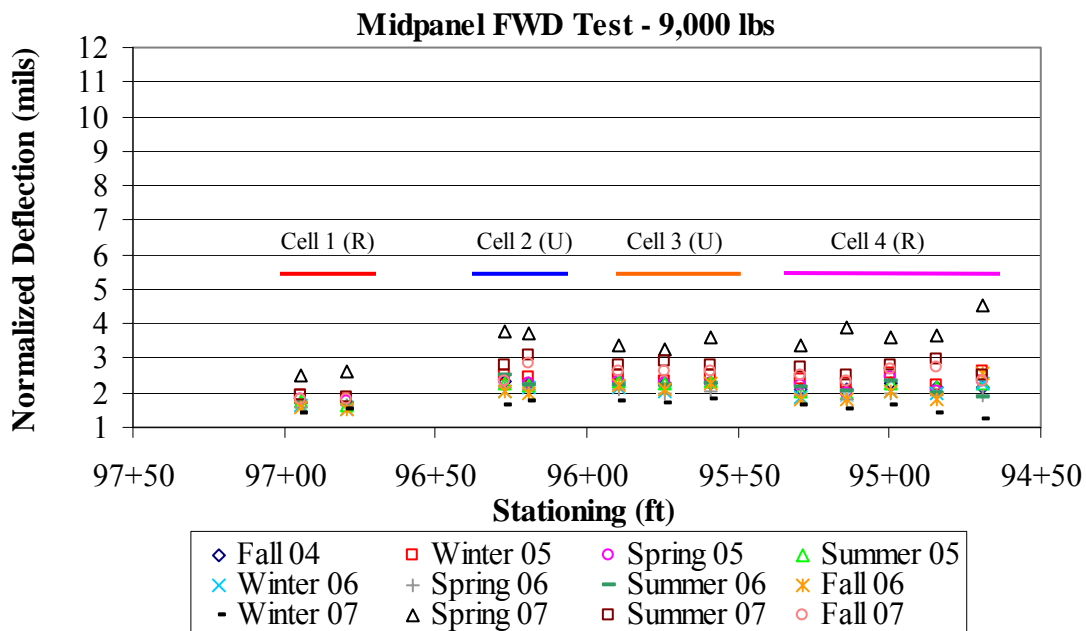 Midpanel FWD Test - 9,000 lbs
Normalized Deflection (mils)
12
11
10
9
8
7
6
5
4
3
2
1
Cell 1 (R) Cell 2 (U) Cell 3 (U) Cell 4 (R)
97+50 97+00 96+50 96+00 95+50 95+00 94+50
Stationing (ft)
Fall 04 Winter 05 Spring 05 Summer 05
Winter 06 Spring 06 Summer 06 Fall 06
Winter 07 Spring 07 Summer 07 Fall 07